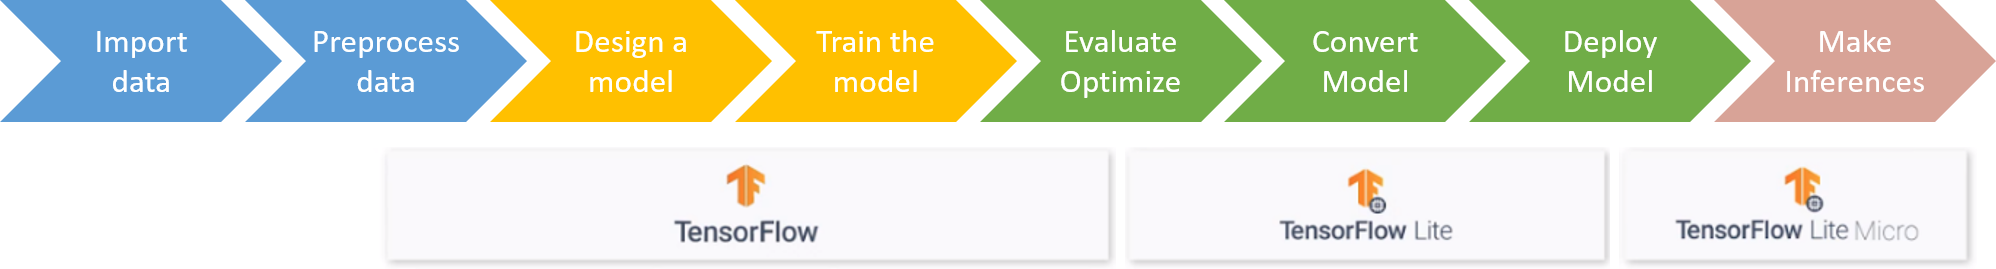 Import
data
Preprocess
data
Design a
model
Train the
model
Evaluate
Optimize
Convert
Model
Deploy
Model
Make
Inferences
TensorFlow
TensorFlow Lite
TensorFlow Lite Micro